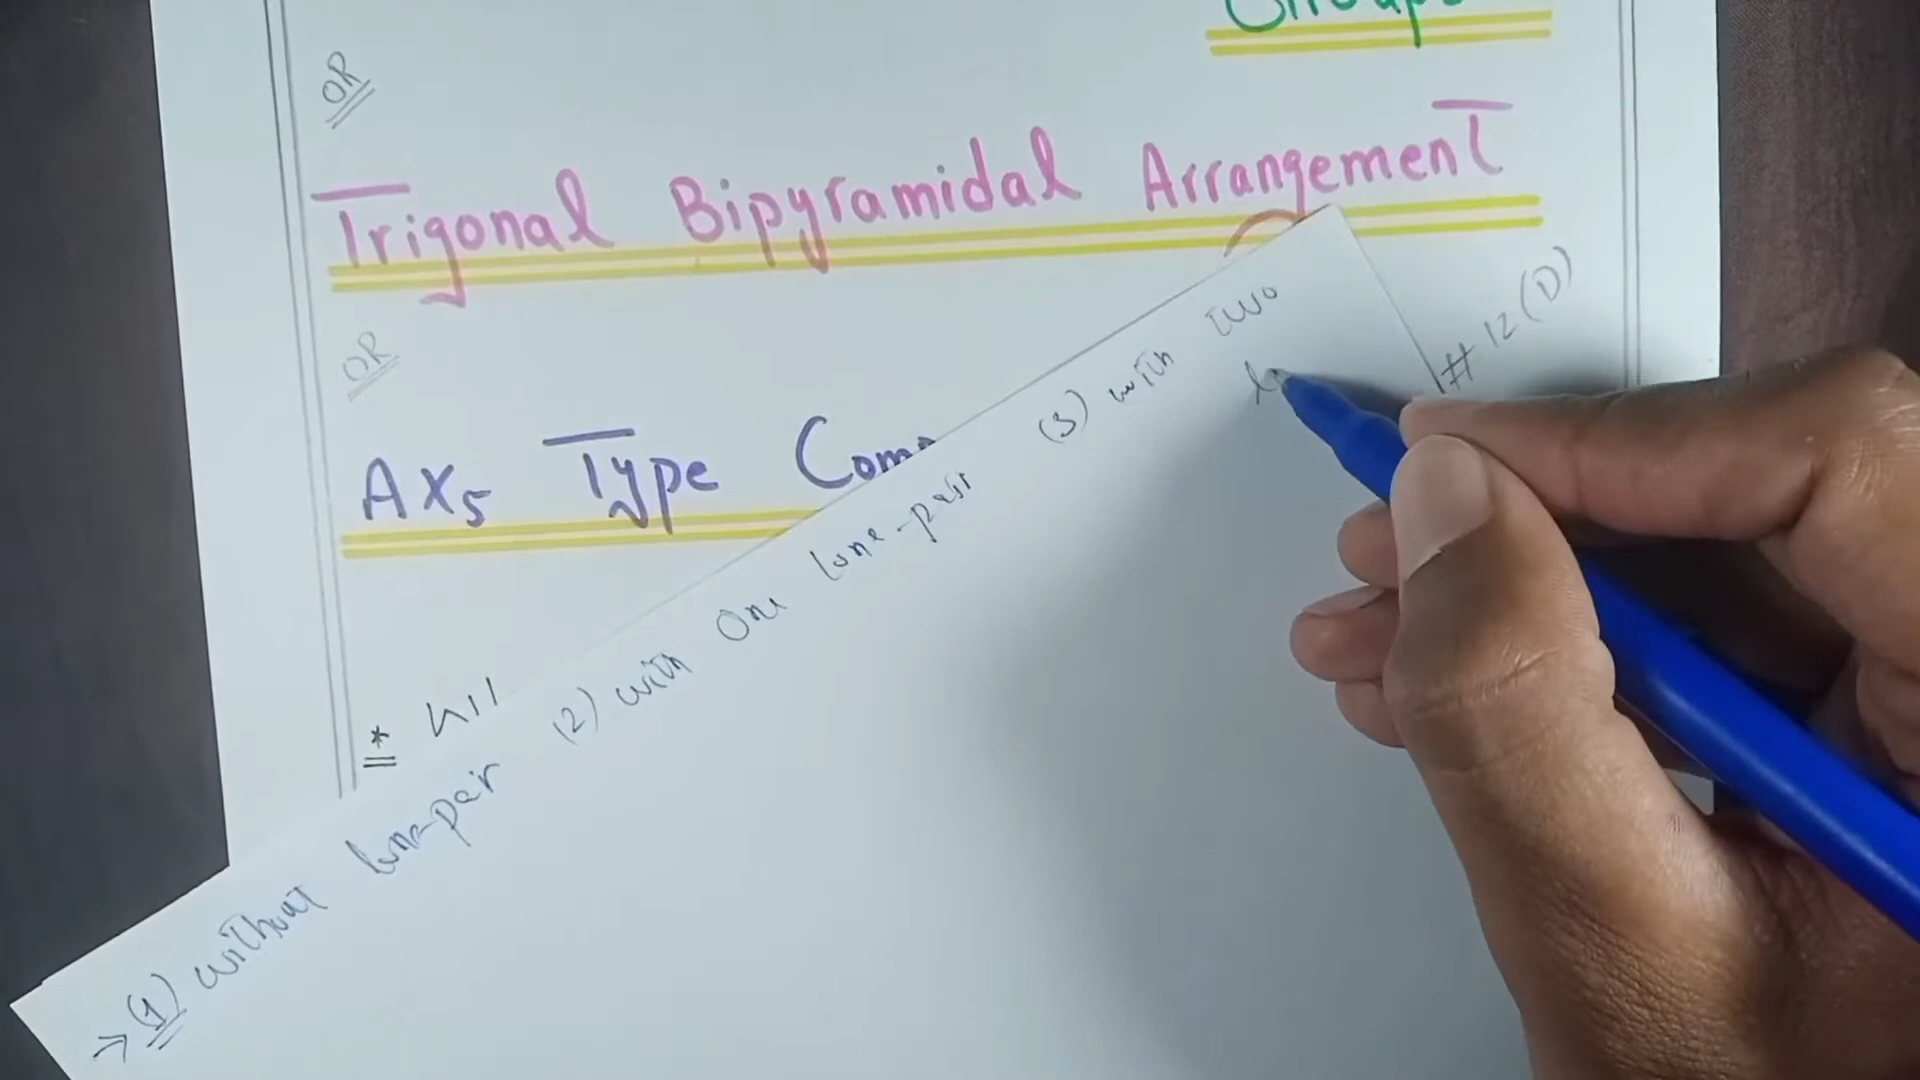 OR
Trigonal Bipyramidal Arrangement
OR
# 12 (D)
AX5 Type Com
*
→ (1) without lone-pair (2) with One lone-pair (3) with two